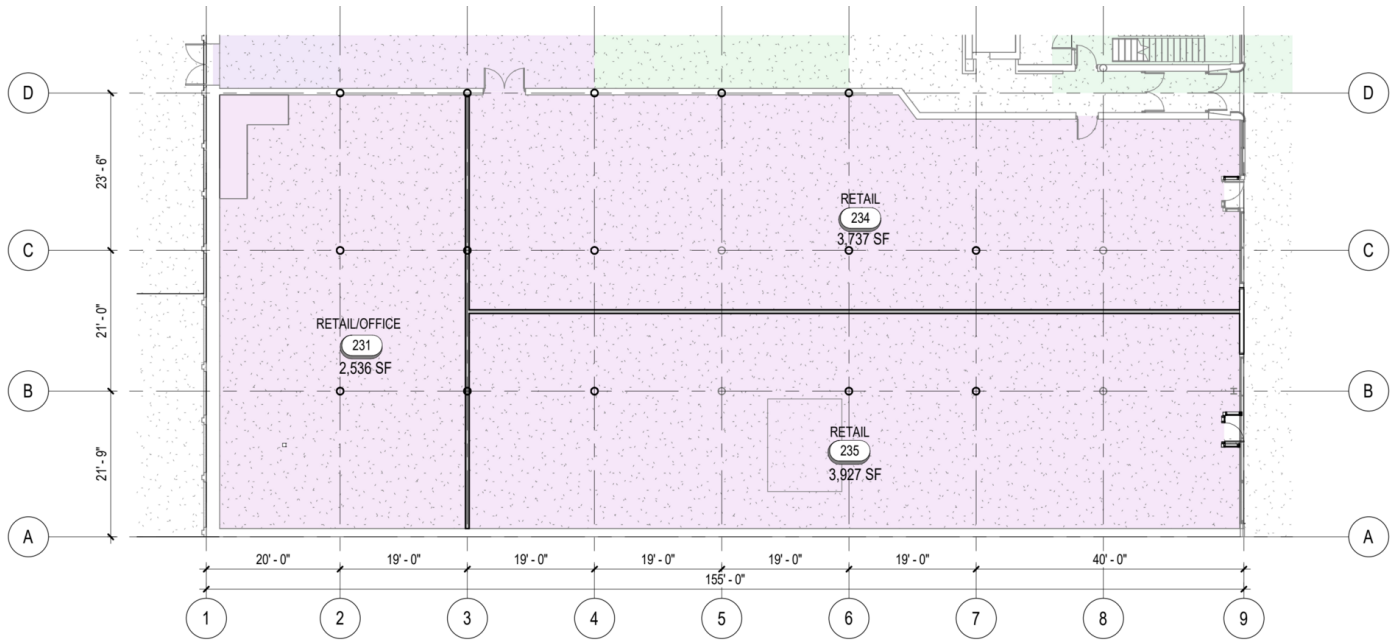 D
D
23' - 6"
RETAIL
234
3,737 SF
C
C
21' - 0"
RETAIL/OFFICE
231
2,536 SF
B
B
RETAIL
235
3,927 SF
21' - 9"
A
A
20' - 0"
19' - 0"
19' - 0"
19' - 0"
19' - 0"
19' - 0"
40' - 0"
155' - 0"
1
2
3
4
5
6
7
8
9